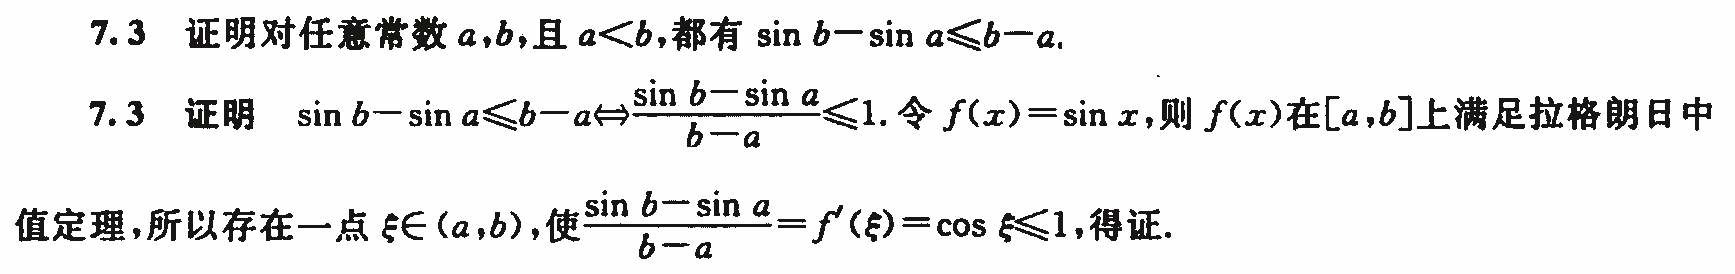 7.3 证明对任意常数 a,b,且 a<b,都有 sin b－sin a≤b－a.
7.3 证明 sin b－sin a≤b－a⇔\frac{sin b－sin a}{b－a}≤1. 令 f(x)＝sin x,则 f(x)在[a,b]上满足拉格朗日中
值定理,所以存在一点 ξ∈(a,b),使\frac{sin b－sin a}{b－a}＝f′(ξ)＝cos ξ≤1,得证.